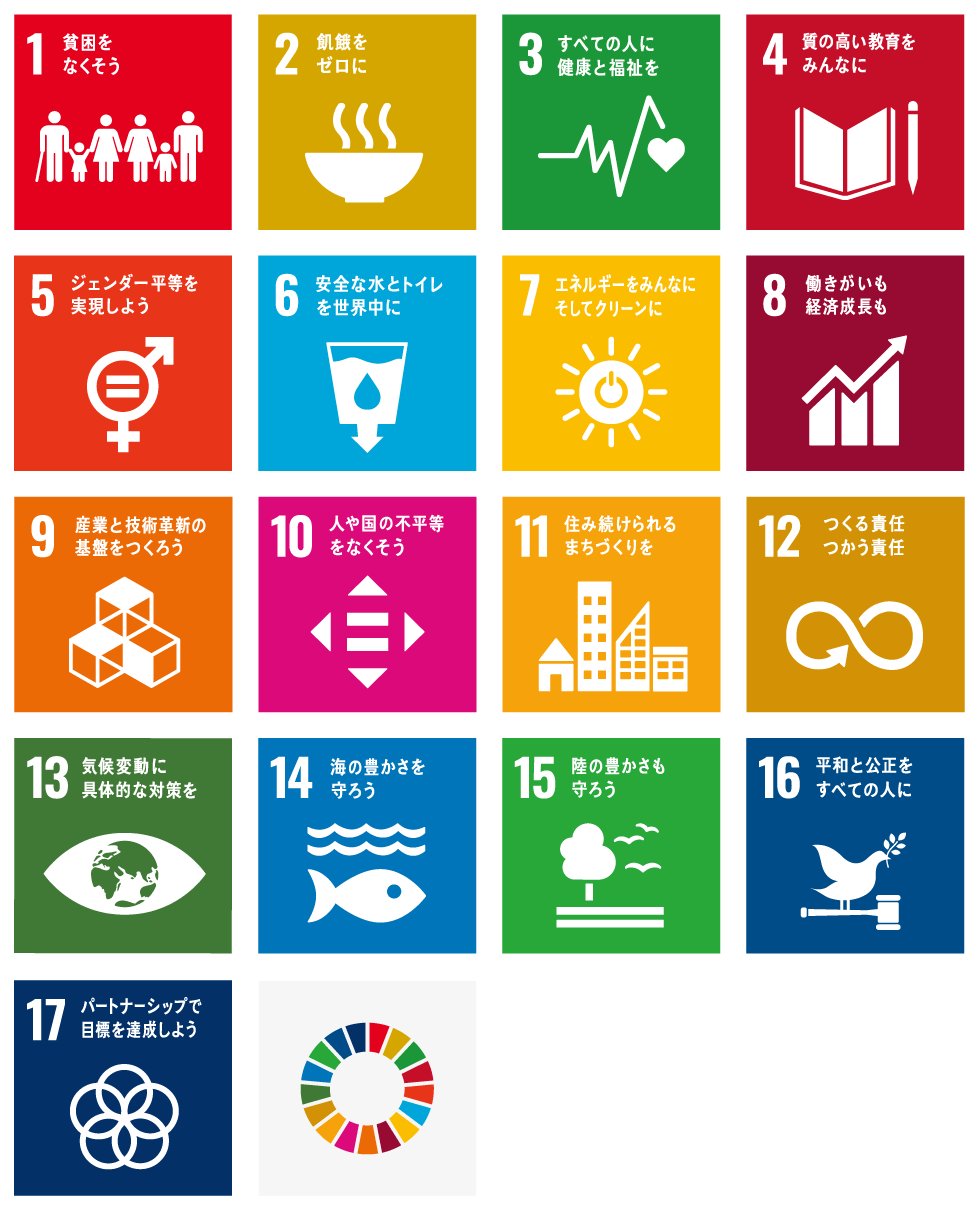 1 貧困を
なくそう
2 飢餓を
ゼロに
3 すべての人に
健康と福祉を
4 質の高い教育を
みんなに
5 ジェンダー平等を
実現しよう
6 安全な水とトイレ
を世界中に
7 エネルギーをみんなに
そしてクリーンに
8 働きがいも
経済成長も
9 産業と技術革新の
基盤をつくろう
10 人や国の不平等
をなくそう
11 住み続けられる
まちづくりを
12 つくる責任
つかう責任
13 気候変動に
具体的な対策を
14 海の豊かさを
守ろう
15 陸の豊かさも
守ろう
16 平和と公正を
すべての人に
17 パートナーシップで
目標を達成しよう